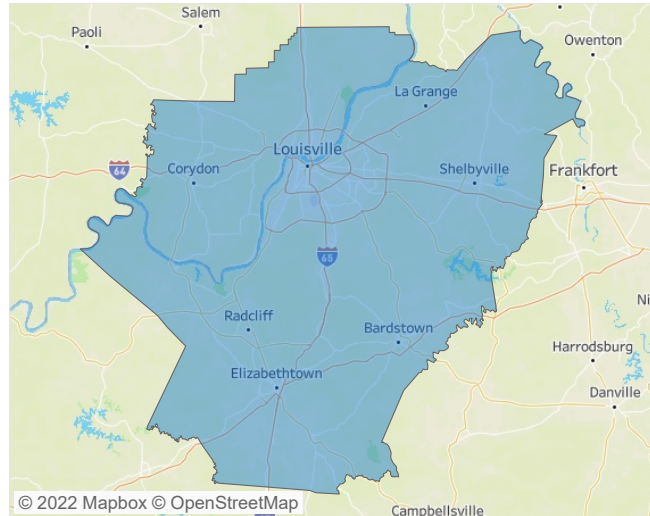 Salem
Paoli
Owenton
La Grange
Louisville
64
Corydon
Shelbyville
Frankfort
65
Radcliff
Bardstown
Ni
Harrodsburg
Elizabethtown
Danville
© 2022 Mapbox © OpenStreetMap
Campbellsville